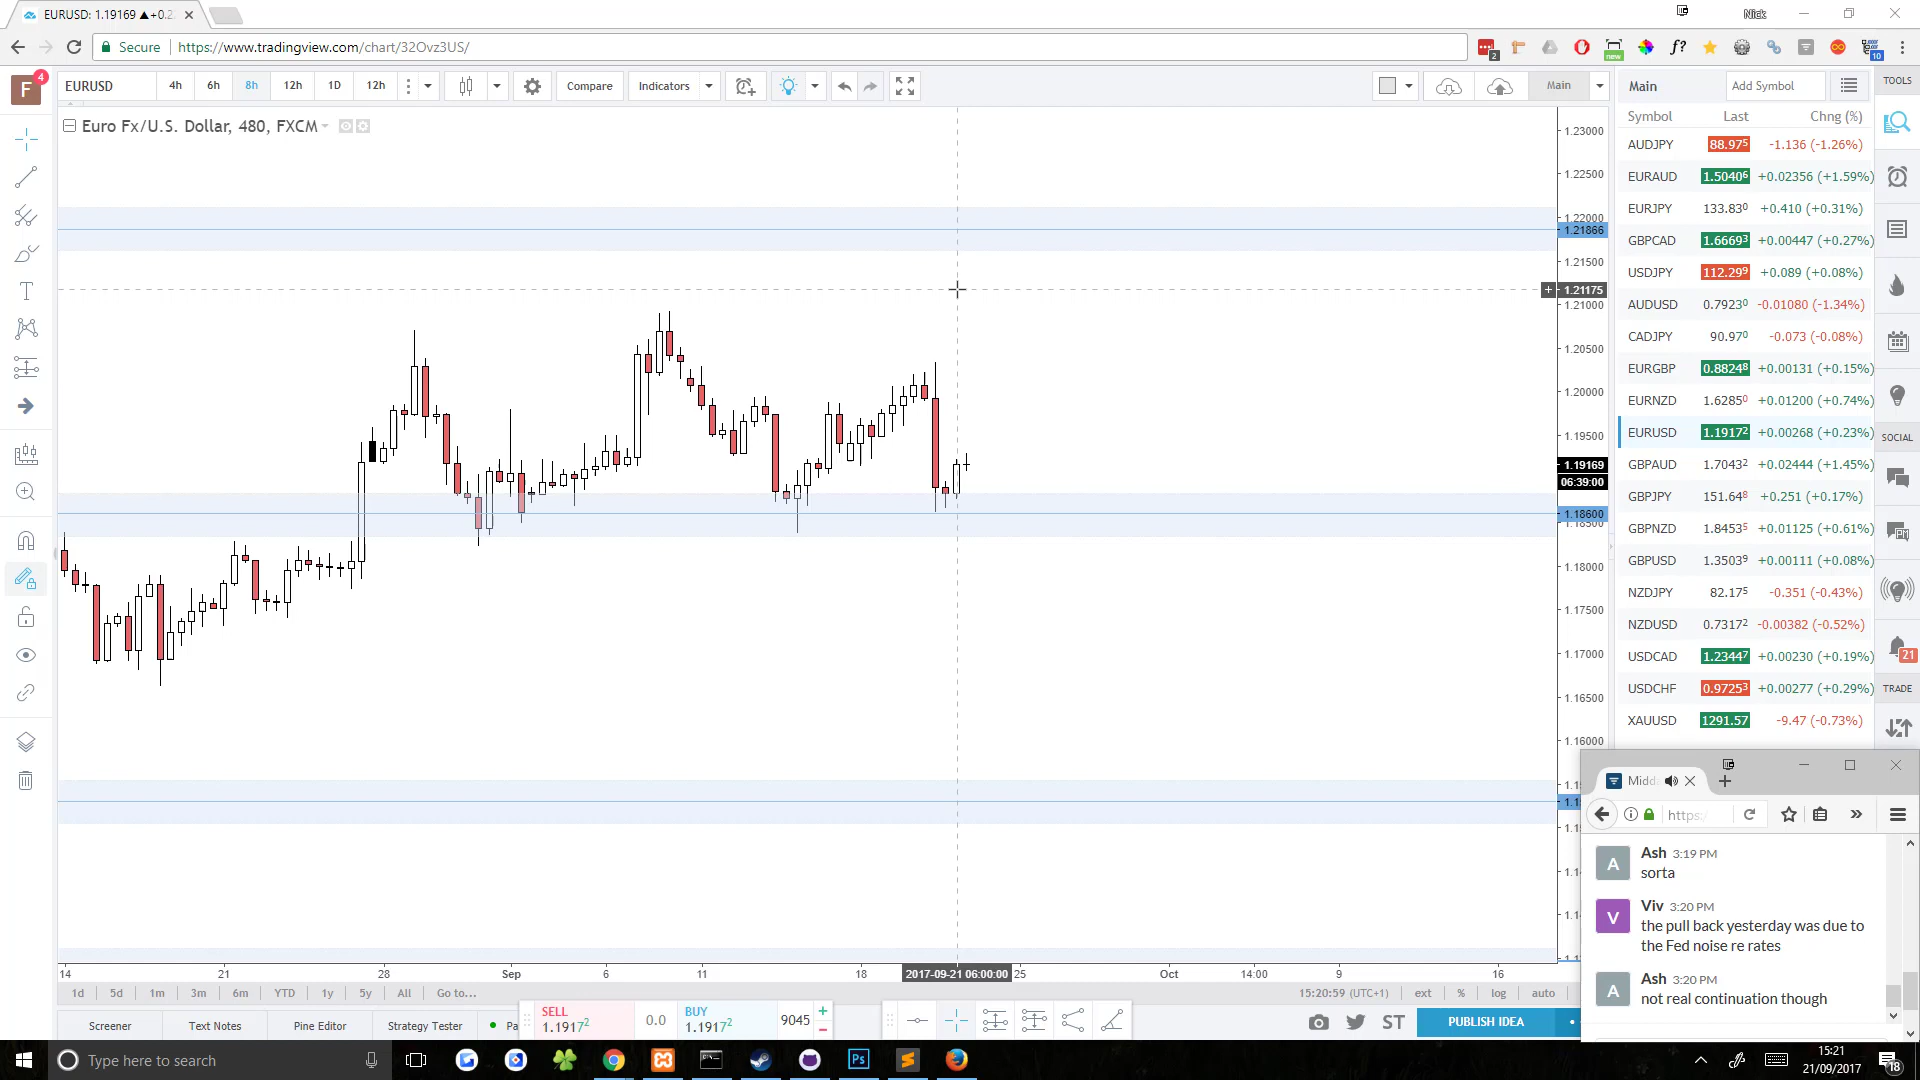 EURUSD: 1.19169 ▲+0.2
Nick
Secure
https://www.tradingview.com/chart/32Ovz3US/
2
new
f?
10
F
4
EURUSD
4h
6h
8h
12h
1D
12h
Compare
Indicators
Main
Main
Add Symbol
TOOLS
Euro Fx/U.S. Dollar, 480, FXCM
Symbol Last Chng (%)
AUDJPY 88.975 -1.136 (-1.26%)
EURAUD 1.50406 +0.02356 (+1.59%)
EURJPY 133.830 +0.410 (+0.31%)
GBPCAD 1.66693 +0.00447 (+0.27%)
USDJPY 112.299 +0.089 (+0.08%)
AUDUSD 0.79230 -0.01080 (-1.34%)
CADJPY 90.970 -0.073 (-0.08%)
EURGBP 0.88248 +0.00131 (+0.15%)
EURNZD 1.62850 +0.01200 (+0.74%)
EURUSD 1.19172 +0.00268 (+0.23%)
GBPAUD 1.70432 +0.02444 (+1.45%)
GBPJPY 151.648 +0.251 (+0.17%)
GBPNZD 1.84535 +0.01125 (+0.61%)
GBPUSD 1.35039 +0.00111 (+0.08%)
NZDJPY 82.175 -0.351 (-0.43%)
NZDUSD 0.73172 -0.00382 (-0.52%)
USDCAD 1.23447 +0.00230 (+0.19%)
USDCHF 0.97253 +0.00277 (+0.29%)
XAUUSD 1291.57 -9.47 (-0.73%)
SOCIAL
21
TRADE
1.23000
1.22500
1.22000
1.21866
1.21500
1.21175
1.21000
1.20500
1.20000
1.19500
1.19169
06:39:00
1.18600
1.18500
1.18000
1.17500
1.17000
1.16500
1.16000
14
21
28
Sep
6
11
18
2017-09-21 06:00:00
25
Oct
14:00
9
16
1d
5d
1m
3m
6m
YTD
1y
5y
All
Go to...
15:20:59 (UTC+1)
ext
%
log
auto
Screener
Text Notes
Pine Editor
Strategy Tester
Pa
SELL
1.19172
0.0
BUY
1.19172
9045
ST
PUBLISH IDEA
Midd
https:
A
Ash 3:19 PM
sorta
V
Viv 3:20 PM
the pull back yesterday was due to
the Fed noise re rates
A
Ash 3:20 PM
not real continuation though
Type here to search
Ps
15:21
21/09/2017
18